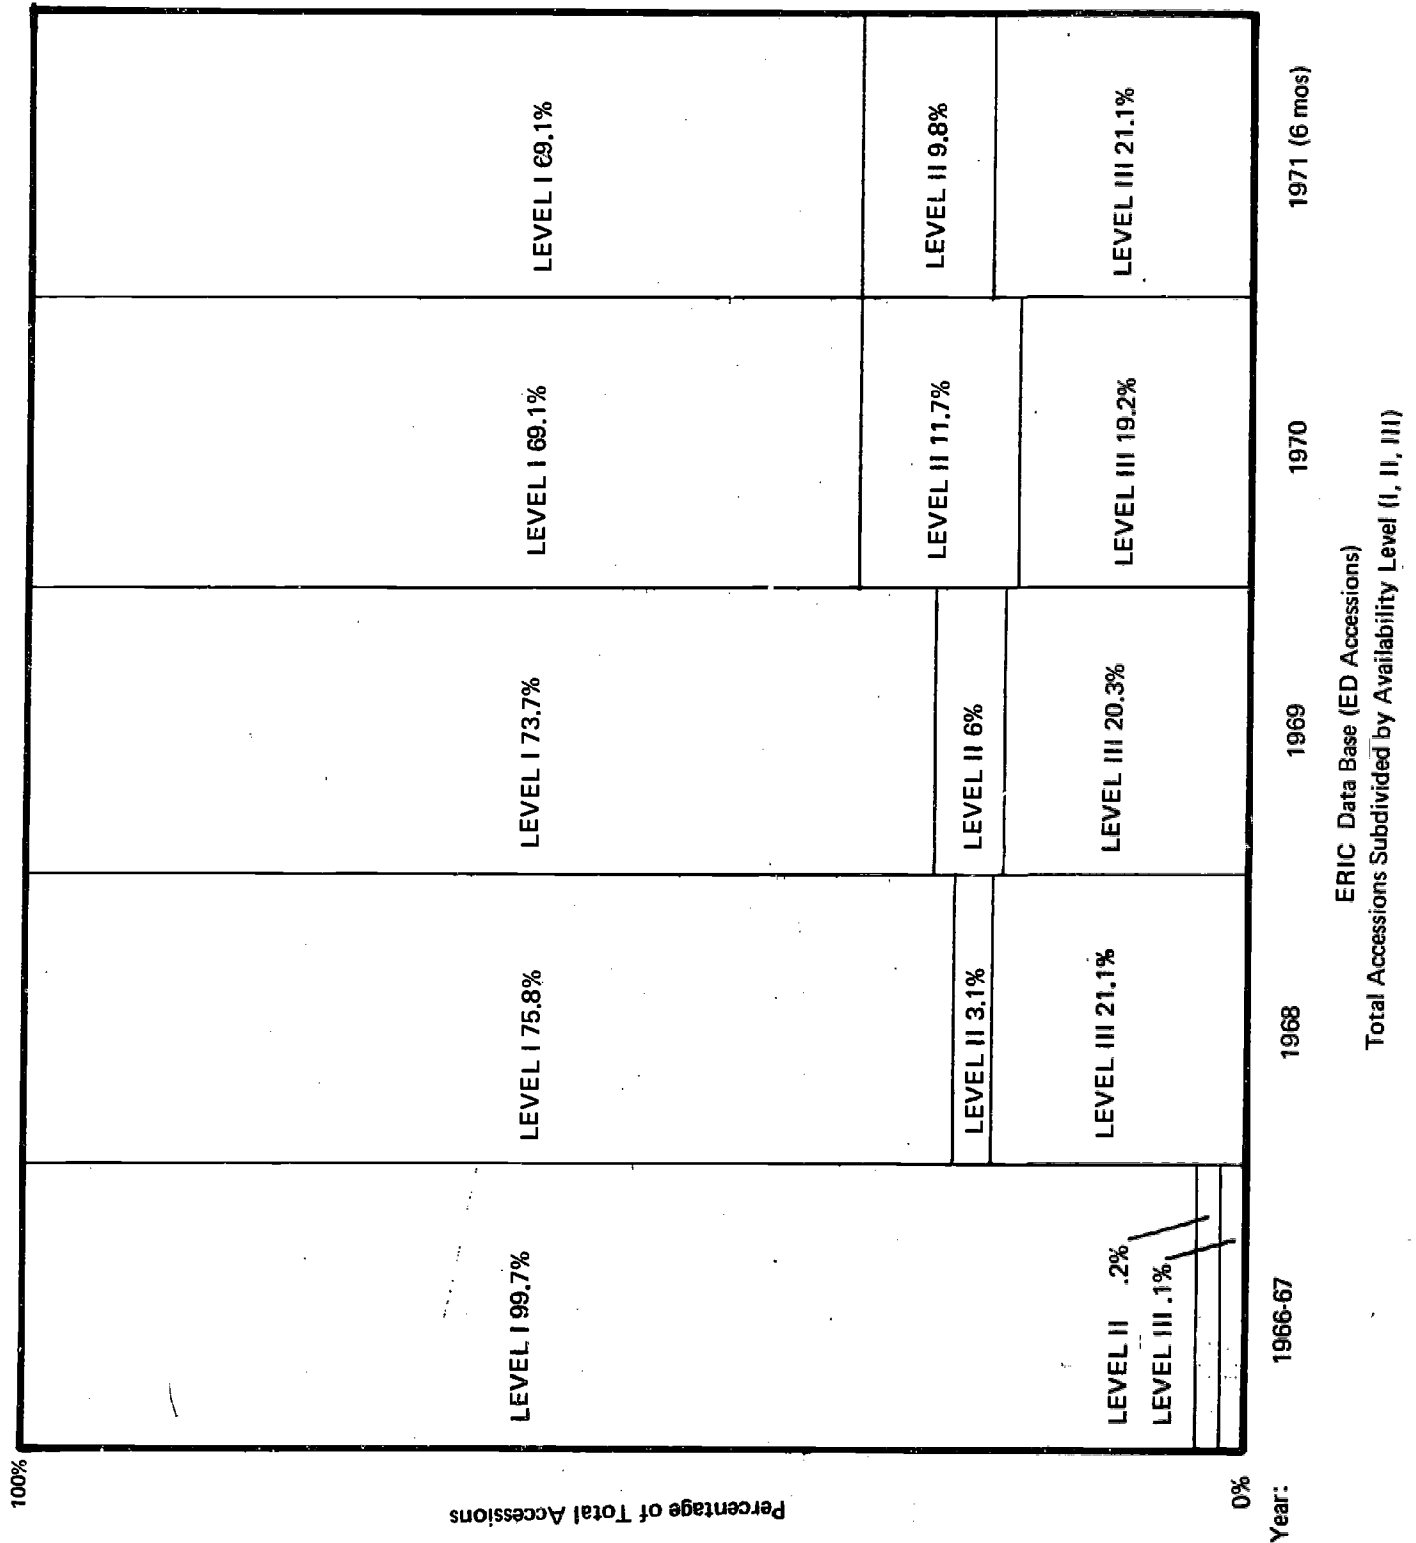 100%
Percentage of Total Accessions
0%
LEVEL I 99.7%
LEVEL II .2%
LEVEL III .1%
LEVEL I 75.8%
LEVEL II 3.1%
LEVEL III 21.1%
LEVEL I 73.7%
LEVEL II 6%
LEVEL III 20.3%
LEVEL I 69.1%
LEVEL II 11.7%
LEVEL III 19.2%
LEVEL I 69.1%
LEVEL II 9.8%
LEVEL III 21.1%
Year: 1966-67 1968 1969 1970 1971 (6 mos)
ERIC Data Base (ED Accessions)
Total Accessions Subdivided by Availability Level (I, II, III)